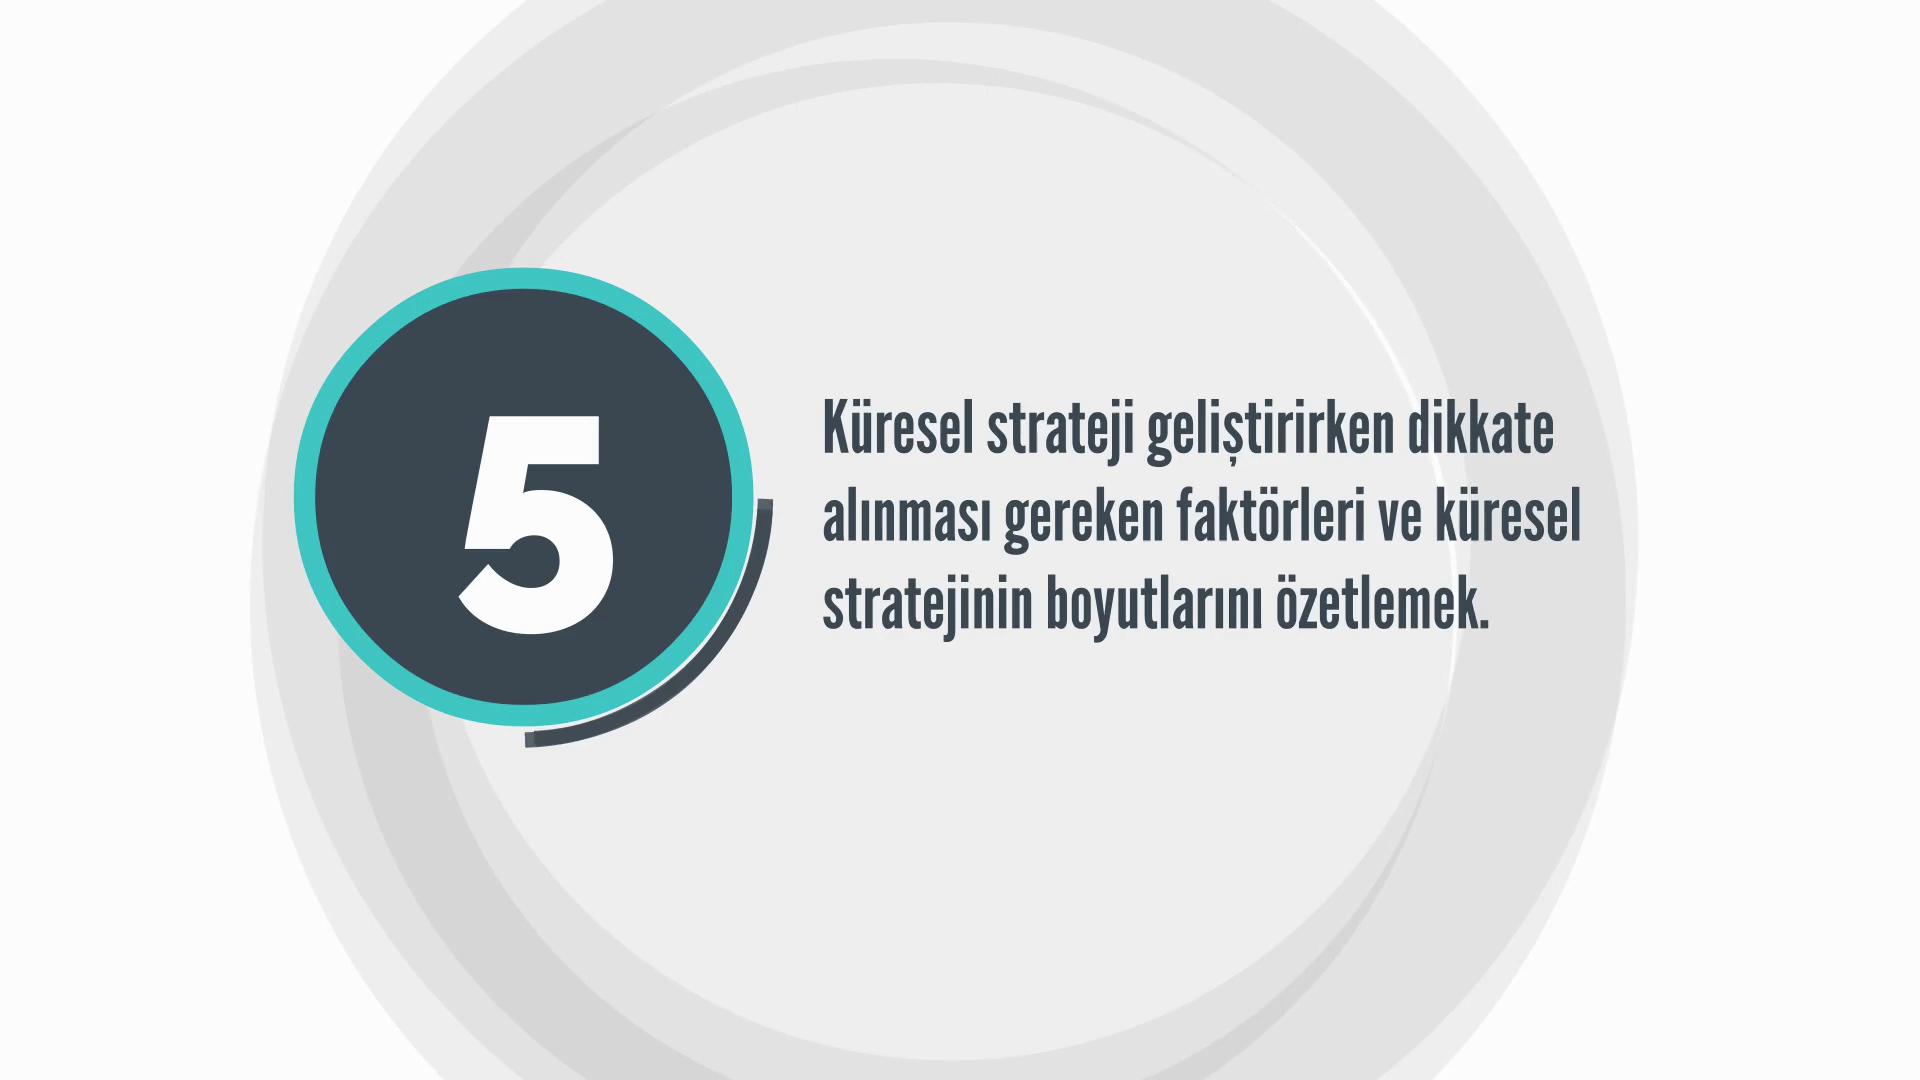 5
Küresel strateji geliştirirken dikkate
alınması gereken faktörleri ve küresel
stratejinin boyutlarını özetlemek.